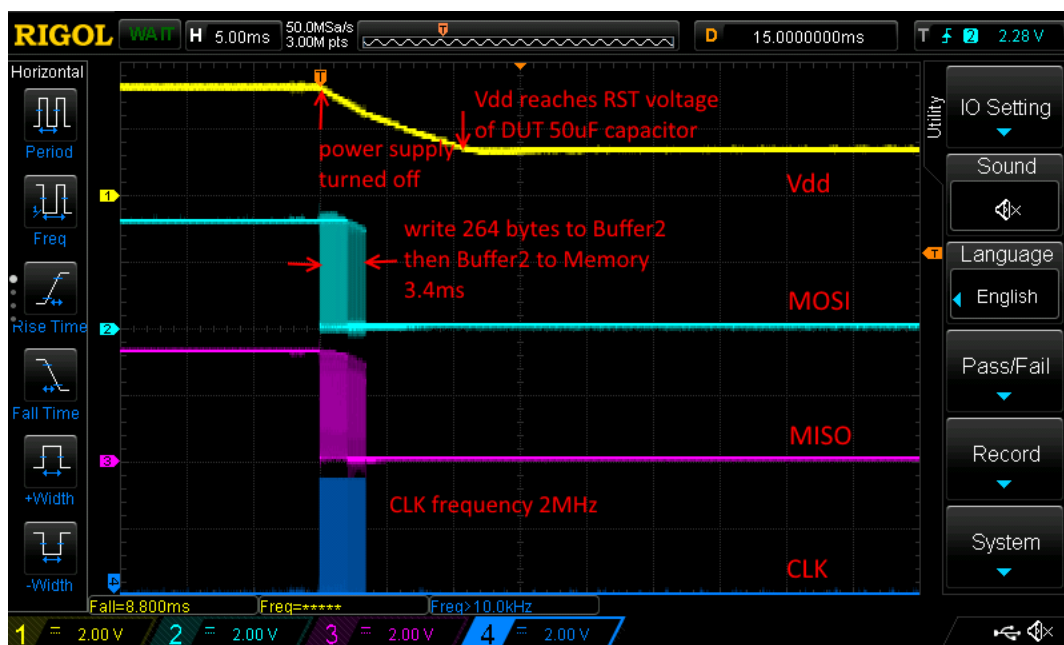 RIGOL WAIT H 5.00ms 50.0MSa/s D 15.0000000ms T 2 2.28 V
3.00M pts
T
Horizontal
Period
Freq
Rise Time
Fall Time
+Width
-Width
T
Vdd reaches RST voltage
of DUT 50uF capacitor
power supply
turned off
Vdd
1
write 264 bytes to Buffer2
then Buffer2 to Memory
3.4ms
MOSI
T
2
MISO
3
CLK frequency 2MHz
CLK
4
Utility
IO Setting
Sound
Language
English
Pass/Fail
Record
System
Fall=8.800ms Freq=***** Freq>10.0kHz
1 = 2.00 V 2 = 2.00 V 3 = 2.00 V 4 = 2.00 V